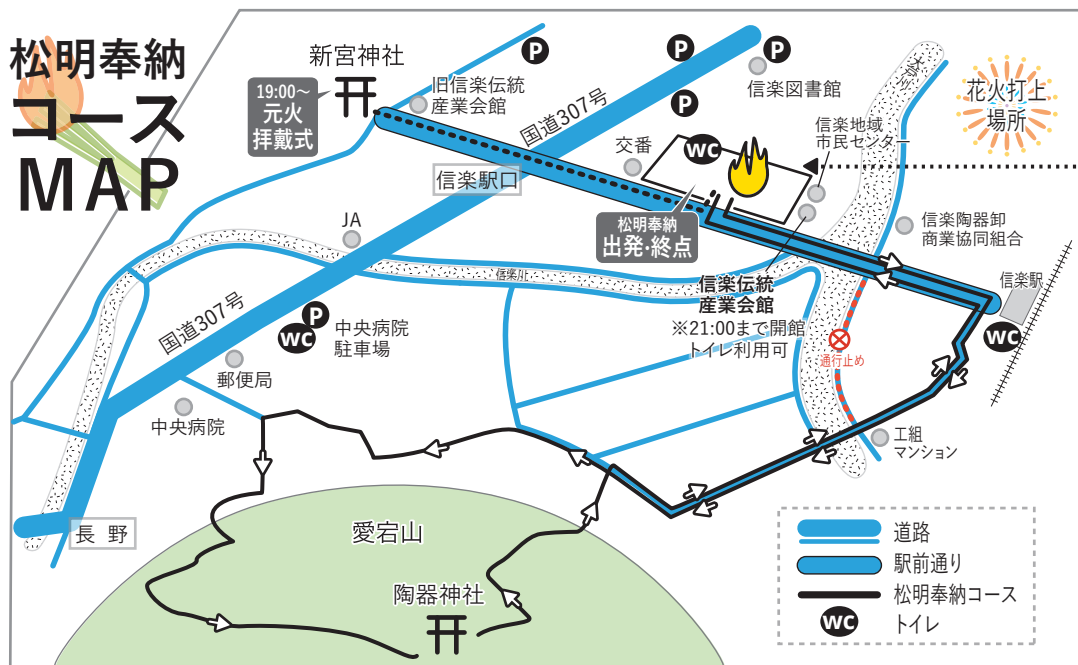 松明奉納
コース
MAP
新宮神社
19:00～
元火
拝戴式
旧信楽伝統
産業会館
P
P
P
P
国道307号
信楽図書館
大戸川
花火打上
場所
信楽地域
市民センター
交番
WC
信楽駅口
松明奉納
出発・終点
信楽陶器卸
商業協同組合
JA
信楽川
信楽伝統
産業会館
※21:00まで開館
トイレ利用可
信楽駅
WC
国道307号
P
WC
中央病院
駐車場
通行止め
郵便局
中央病院
工組
マンション
長野
愛宕山
陶器神社
道路
駅前通り
松明奉納コース
WC
トイレ